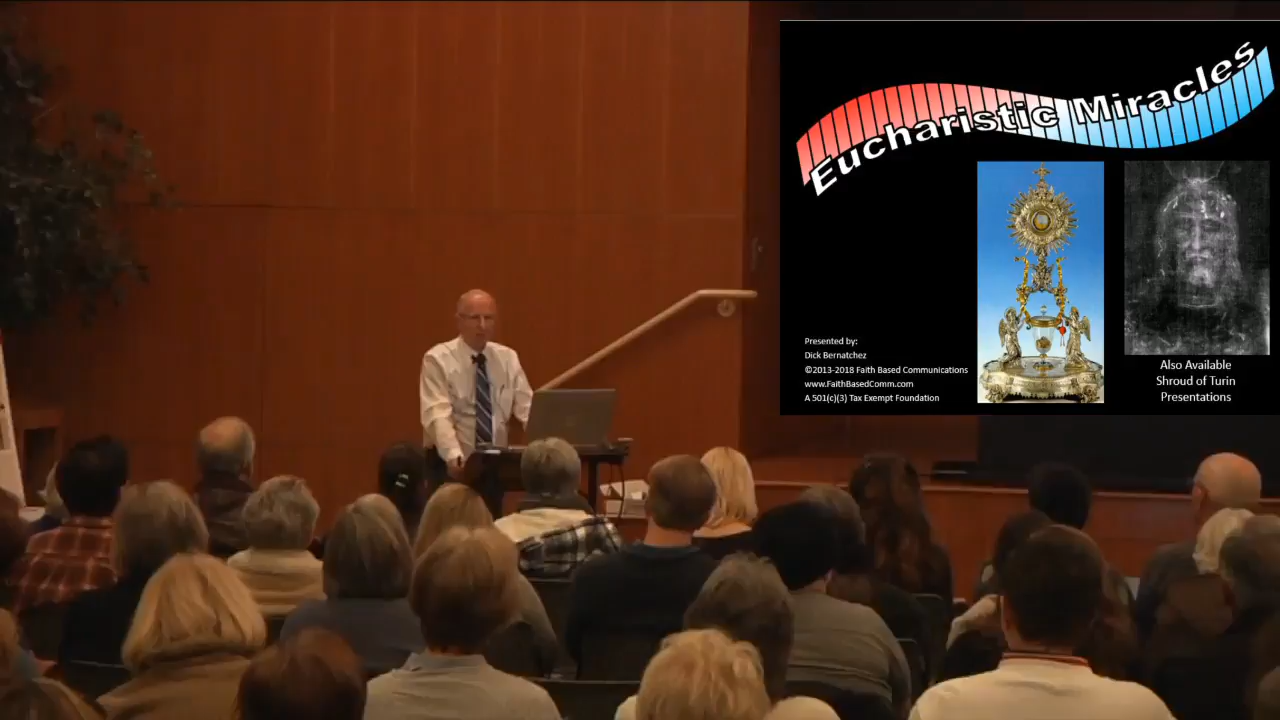 Eucharistic Miracles
Presented by:
Dick Bernatchez
©2013-2018 Faith Based Communications
www.FaithBasedComm.com
A 501(c)(3) Tax Exempt Foundation
Also Available
Shroud of Turin
Presentations